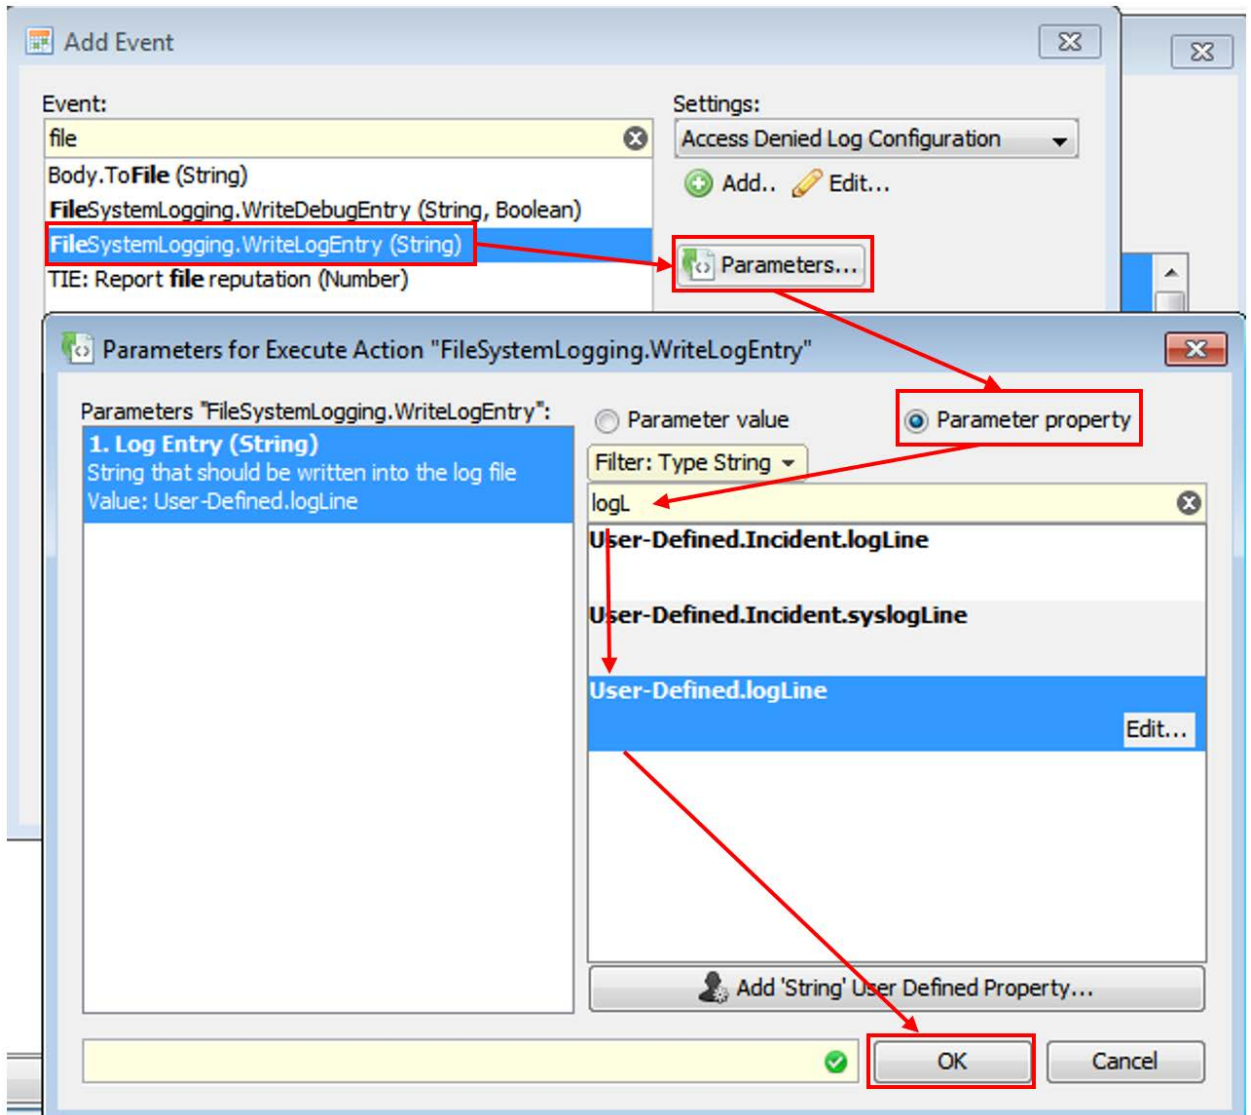 Add Event
Event:
Settings:
file
Access Denied Log Configuration
Body.ToFile (String)
Add.. Edit...
FileSystemLogging.WriteDebugEntry (String, Boolean)
FileSystemLogging.WriteLogEntry (String)
Parameters...
TIE: Report file reputation (Number)
Parameters for Execute Action "FileSystemLogging.WriteLogEntry"
Parameters "FileSystemLogging.WriteLogEntry":
Parameter value
Parameter property
1. Log Entry (String)
String that should be written into the log file
Value: User-Defined.logLine
Filter: Type String
logL
User-Defined.Incident.logLine
User-Defined.Incident.syslogLine
User-Defined.logLine
Edit...
Add 'String' User Defined Property...
OK
Cancel